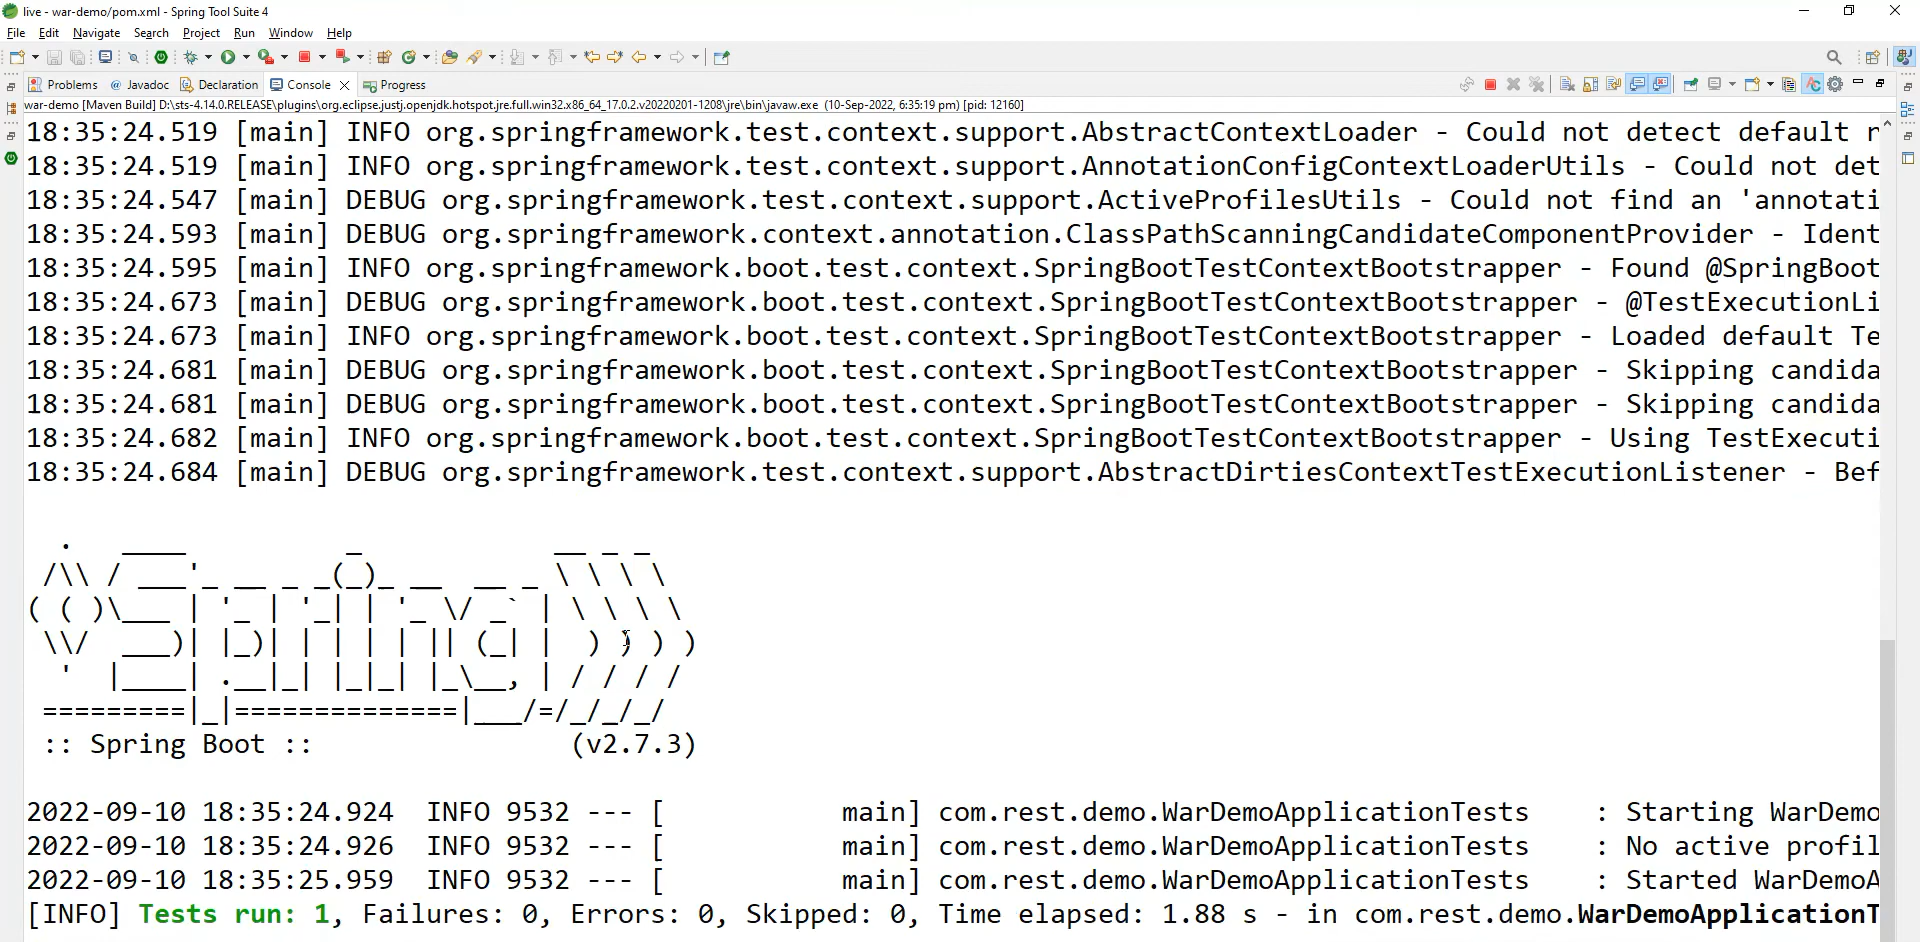 live - war-demo/pom.xml - Spring Tool Suite 4
File Edit Navigate Search Project Run Window Help
Problems Javadoc Declaration Console Progress
war-demo [Maven Build] D:\sts-4.14.0.RELEASE\plugins\org.eclipse.justj.openjdk.hotspot.jre.full.win32.x86_64_17.0.2.v20220201-1208\jre\bin\javaw.exe (10-Sep-2022, 6:35:19 pm) [pid: 12160]
18:35:24.519 [main] INFO org.springframework.test.context.support.AbstractContextLoader - Could not detect default r
18:35:24.519 [main] INFO org.springframework.test.context.support.AnnotationConfigContextLoaderUtils - Could not det
18:35:24.547 [main] DEBUG org.springframework.test.context.support.ActiveProfilesUtils - Could not find an 'annotati
18:35:24.593 [main] DEBUG org.springframework.context.annotation.ClassPathScanningCandidateComponentProvider - Ident
18:35:24.595 [main] INFO org.springframework.boot.test.context.SpringBootTestContextBootstrapper - Found @SpringBoot
18:35:24.673 [main] DEBUG org.springframework.boot.test.context.SpringBootTestContextBootstrapper - @TestExecutionLi
18:35:24.673 [main] INFO org.springframework.boot.test.context.SpringBootTestContextBootstrapper - Loaded default Te
18:35:24.681 [main] DEBUG org.springframework.boot.test.context.SpringBootTestContextBootstrapper - Skipping candida
18:35:24.681 [main] DEBUG org.springframework.boot.test.context.SpringBootTestContextBootstrapper - Skipping candida
18:35:24.682 [main] INFO org.springframework.boot.test.context.SpringBootTestContextBootstrapper - Using TestExecuti
18:35:24.684 [main] DEBUG org.springframework.test.context.support.AbstractDirtiesContextTestExecutionListener - Bef
  .   ____          _            __ _ _
 /\\ / ___'_ __ _ _(_)_ __  __ _ \ \ \ \
( ( )\___ | '_ | '_| | '_ \/ _` | \ \ \ \
 \\/  ___)| |_)| | | | | || (_| |  ) ) ) )
  '  |____| .__|_| |_|_| |_\__, | / / / /
 =========|_|==============|___/=/_/_/_/
:: Spring Boot :: (v2.7.3)
2022-09-10 18:35:24.924 INFO 9532 --- [ main] com.rest.demo.WarDemoApplicationTests : Starting WarDemo
2022-09-10 18:35:24.926 INFO 9532 --- [ main] com.rest.demo.WarDemoApplicationTests : No active profil
2022-09-10 18:35:25.959 INFO 9532 --- [ main] com.rest.demo.WarDemoApplicationTests : Started WarDemoA
[INFO] Tests run: 1, Failures: 0, Errors: 0, Skipped: 0, Time elapsed: 1.88 s - in com.rest.demo.WarDemoApplicationT